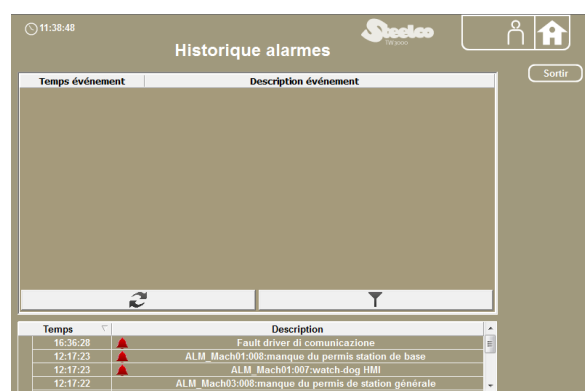 11:38:48
Steelco
Historique alarmes
Sortir
Temps événement Description événement
Temps Description
16:36:28 Fault driver di comunicazione
12:17:23 ALM_Mach01:008:manque du permis station de base
12:17:23 ALM_Mach01:007:watch-dog HMI
12:17:22 ALM_Mach03:008:manque du permis de station générale